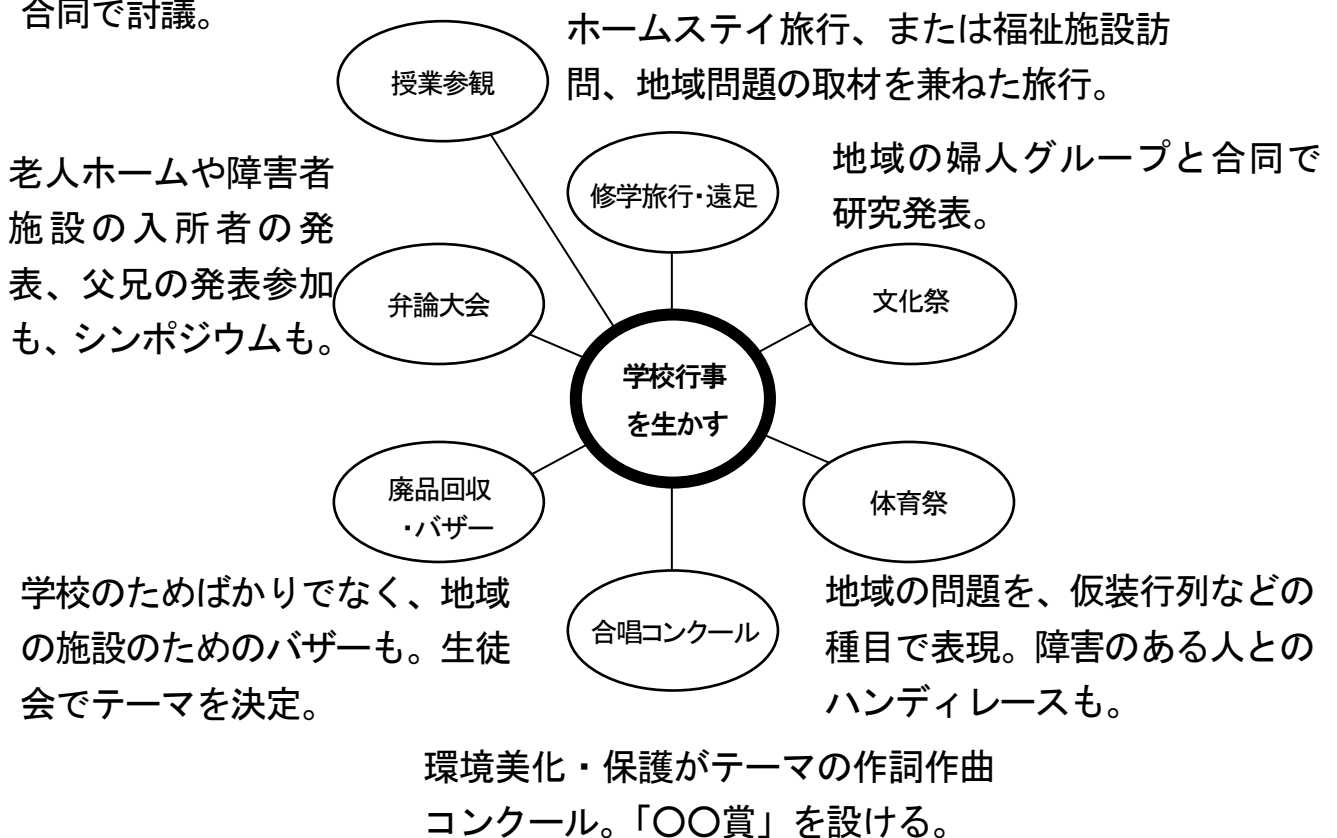 合同で討議。
ホームステイ旅行、または福祉施設訪
問、地域問題の取材を兼ねた旅行。
授業参観
老人ホームや障害者
施設の入所者の発
表、父兄の発表参加
も、シンポジウムも。
修学旅行・遠足
地域の婦人グループと合同で
研究発表。
弁論大会
文化祭
学校行事
を生かす
廃品回収
・バザー
体育祭
学校のためばかりでなく、地域
の施設のためのバザーも。生徒
会でテーマを決定。
合唱コンクール
地域の問題を、仮装行列などの
種目で表現。障害のある人との
ハンディレースも。
環境美化・保護がテーマの作詞作曲
コンクール。「〇〇賞」を設ける。